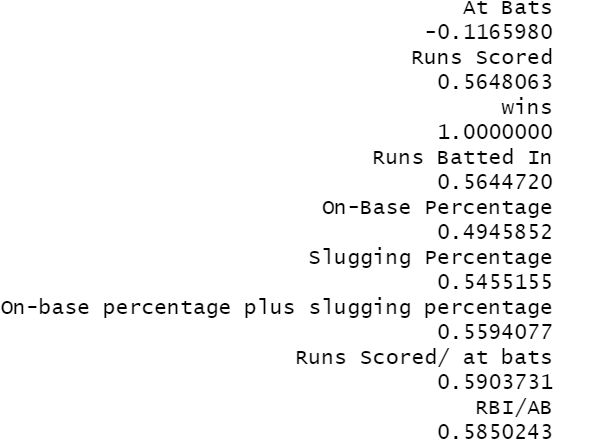 At Bats
-0.1165980
Runs Scored
0.5648063
wins
1.0000000
Runs Batted In
0.5644720
On-Base Percentage
0.4945852
Slugging Percentage
0.5455155
On-base percentage plus slugging percentage
0.5594077
Runs Scored/ at bats
0.5903731
RBI/AB
0.5850243